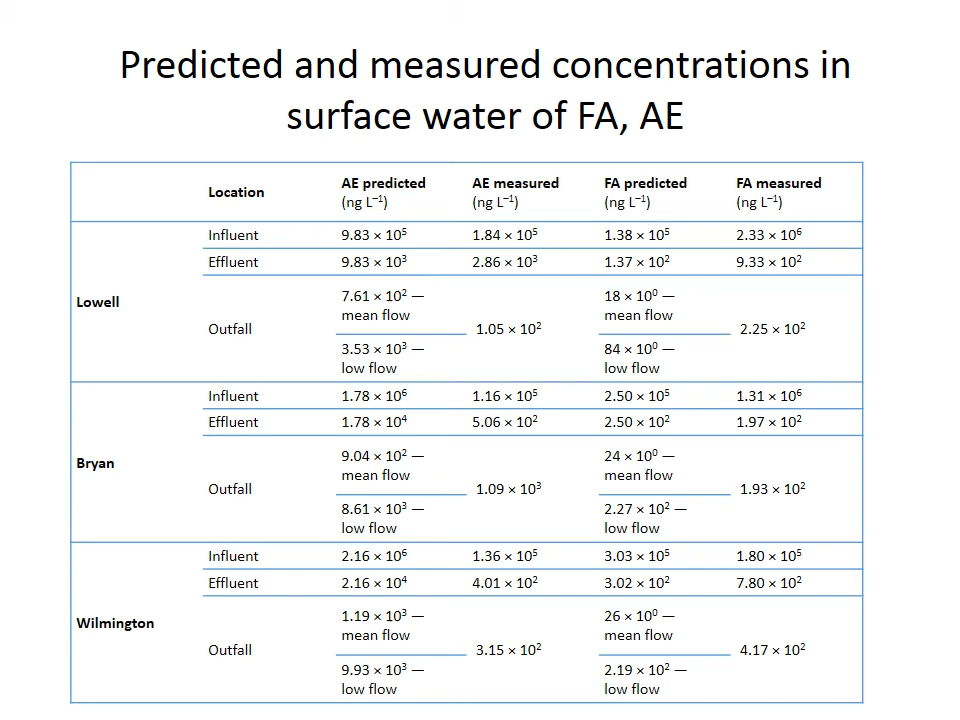 Predicted and measured concentrations in
surface water of FA, AE
Location AE predicted (ng L⁻¹) AE measured (ng L⁻¹) FA predicted (ng L⁻¹) FA measured (ng L⁻¹)
Lowell
Influent 9.83 × 10⁵ 1.84 × 10⁵ 1.38 × 10⁵ 2.33 × 10⁶
Effluent 9.83 × 10³ 2.86 × 10³ 1.37 × 10² 9.33 × 10²
Outfall 7.61 × 10² — mean flow 1.05 × 10² 18 × 10⁰ — mean flow 2.25 × 10²
3.53 × 10³ — low flow 84 × 10⁰ — low flow
Bryan
Influent 1.78 × 10⁶ 1.16 × 10⁵ 2.50 × 10⁵ 1.31 × 10⁶
Effluent 1.78 × 10⁴ 5.06 × 10² 2.50 × 10² 1.97 × 10²
Outfall 9.04 × 10² — mean flow 1.09 × 10³ 24 × 10⁰ — mean flow 1.93 × 10²
8.61 × 10³ — low flow 2.27 × 10² — low flow
Wilmington
Influent 2.16 × 10⁶ 1.36 × 10⁵ 3.03 × 10⁵ 1.80 × 10⁵
Effluent 2.16 × 10⁴ 4.01 × 10² 3.02 × 10² 7.80 × 10²
Outfall 1.19 × 10³ — mean flow 3.15 × 10² 26 × 10⁰ — mean flow 4.17 × 10²
9.93 × 10³ — low flow 2.19 × 10² — low flow